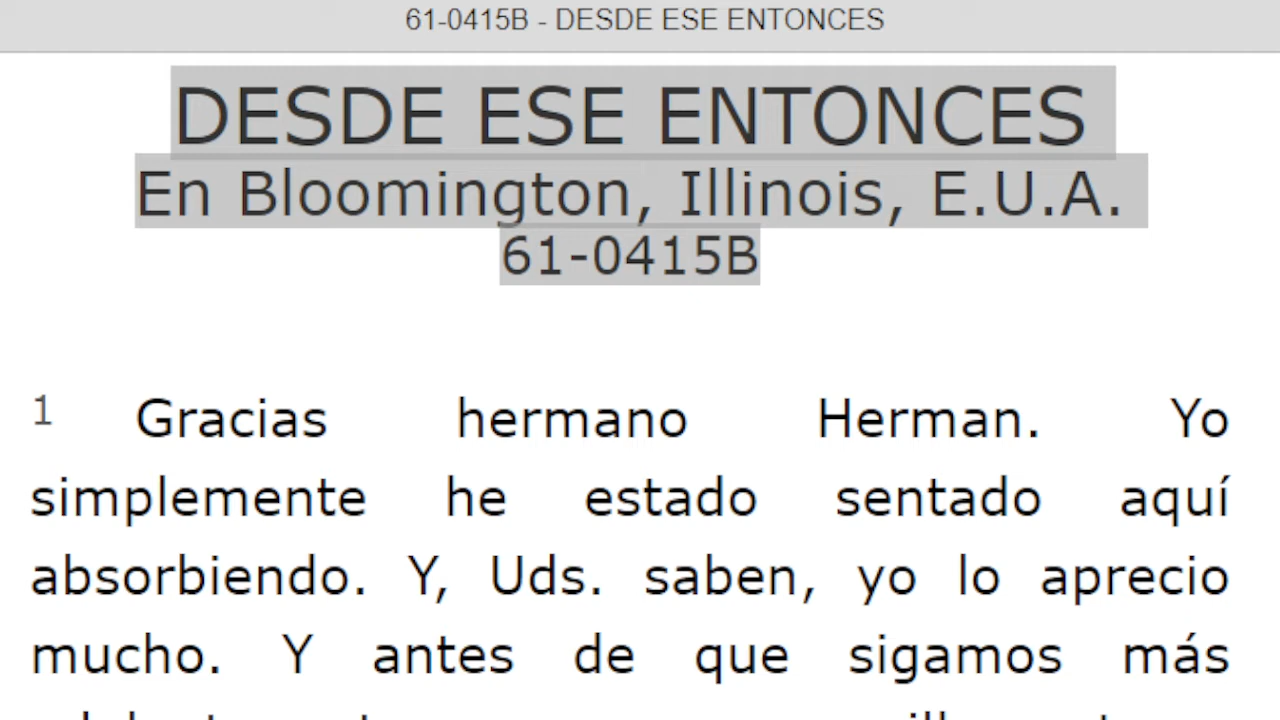 61-0415B - DESDE ESE ENTONCES
DESDE ESE ENTONCES
En Bloomington, Illinois, E.U.A.
61-0415B
1 Gracias hermano Herman. Yo
simplemente he estado sentado aquí
absorbiendo. Y, Uds. saben, yo lo aprecio
mucho. Y antes de que sigamos más